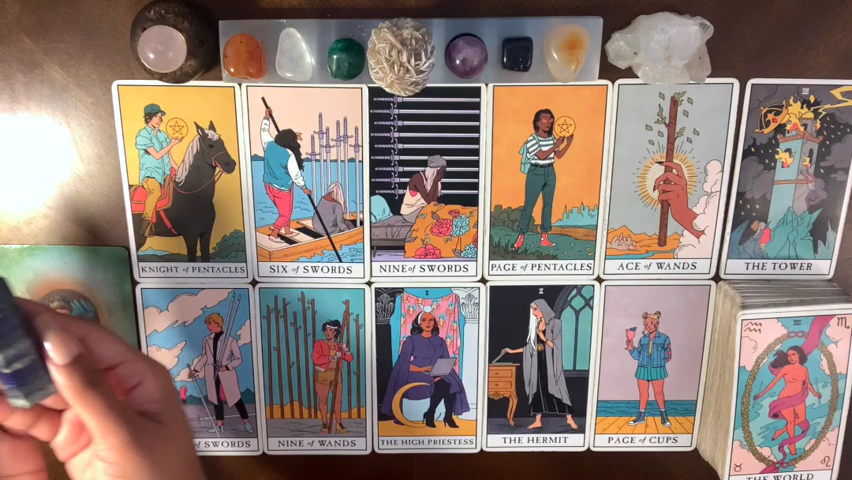 KNIGHT of PENTACLES
SIX of SWORDS
NINE of SWORDS
PAGE of PENTACLES
ACE of WANDS
THE TOWER
of SWORDS
NINE of WANDS
THE HIGH PRIESTESS
THE HERMIT
PAGE of CUPS
THE WORLD